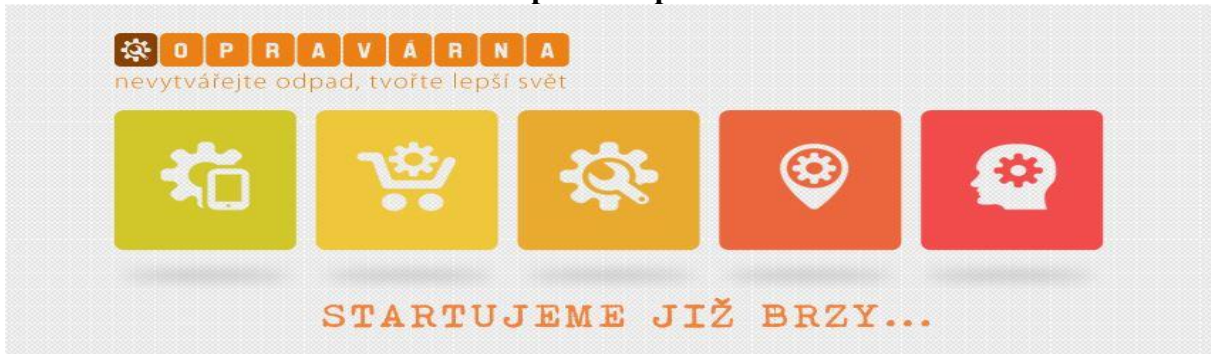 OPRAVÁRNA
nevytvářejte odpad, tvořte lepší svět
STARTUJEME JIŽ BRZY...